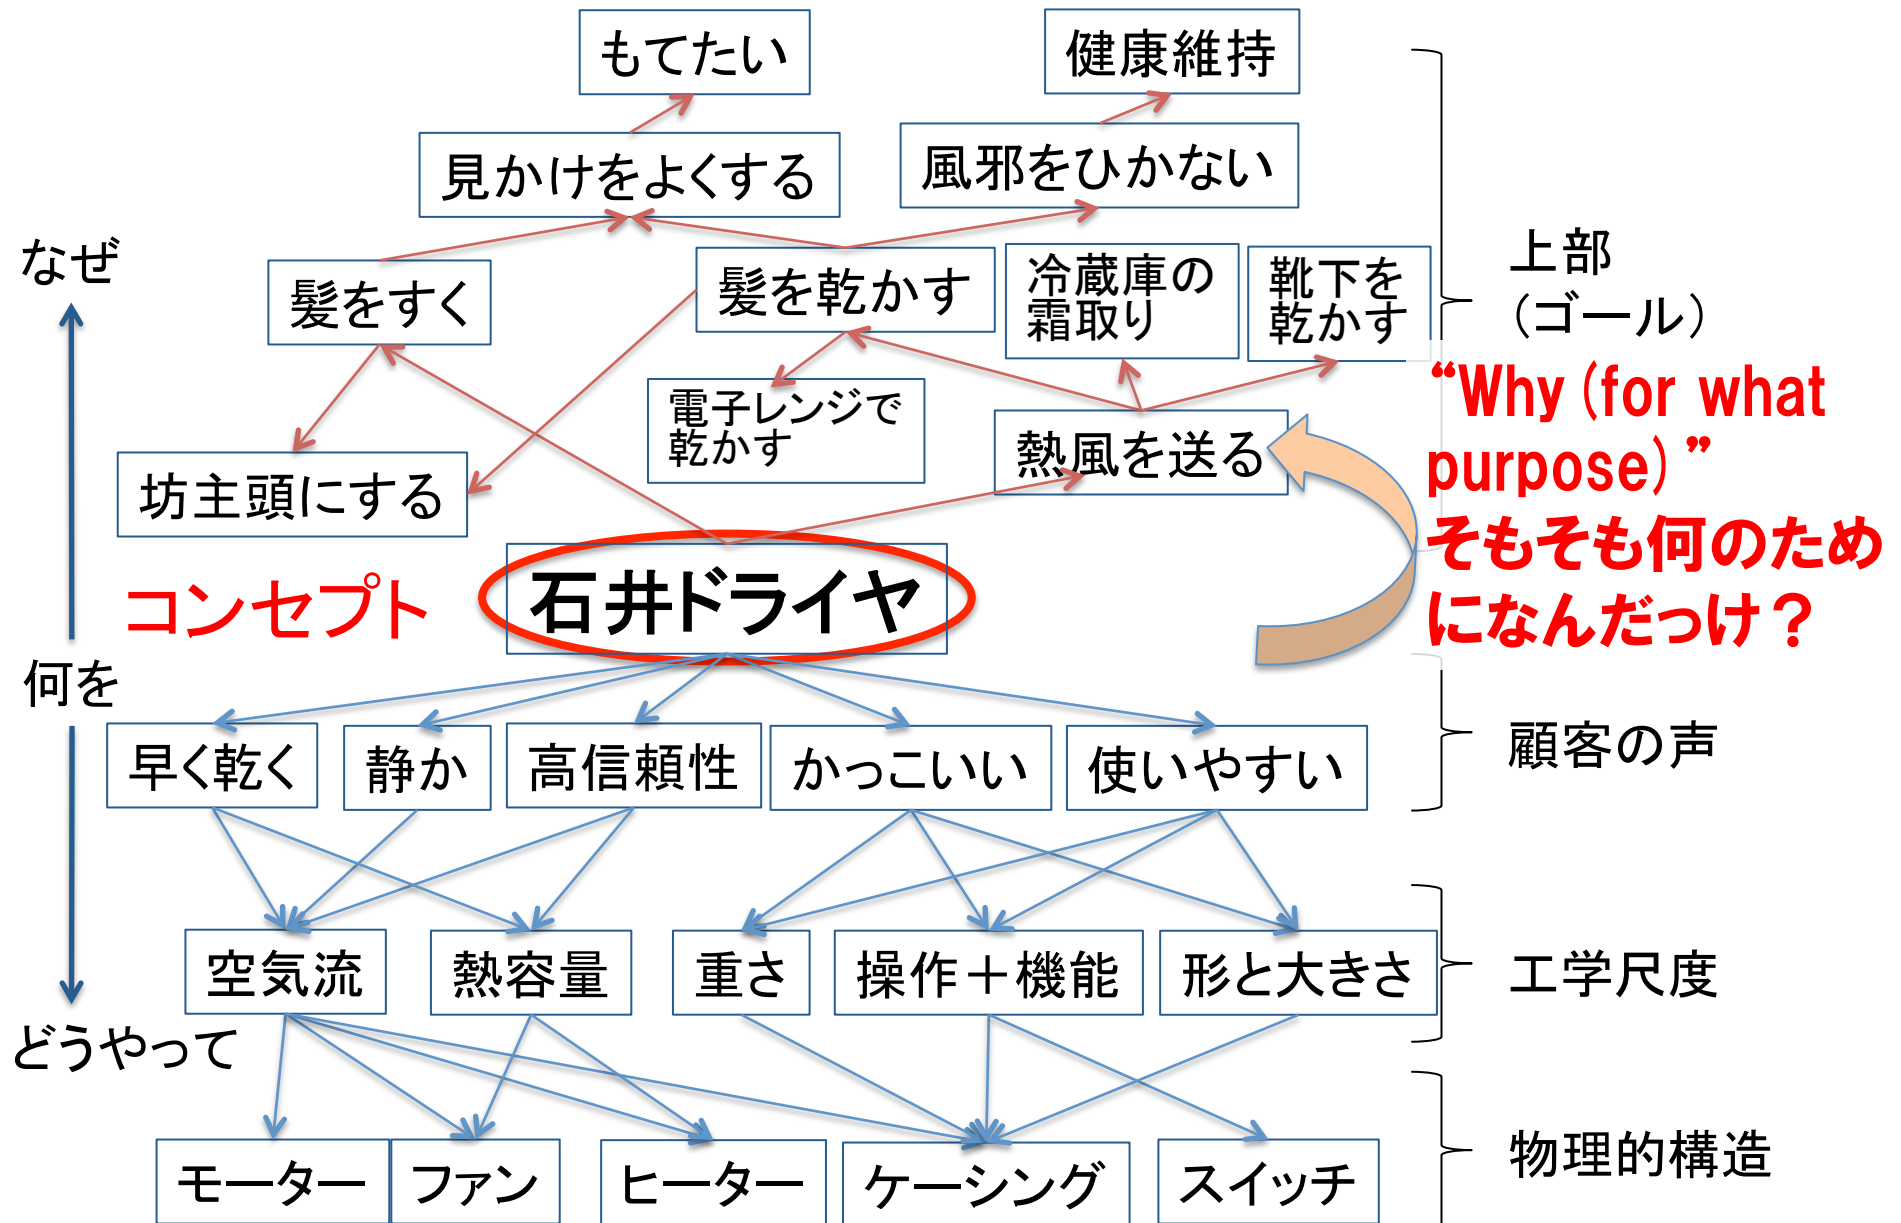 もてたい
健康維持
見かけをよくする
風邪をひかない
なぜ
髪をすく
髪を乾かす
冷蔵庫の
霜取り
靴下を
乾かす
上部
（ゴール）
電子レンジで
乾かす
熱風を送る
坊主頭にする
“Why (for what
purpose)”
そもそも何のため
になんだっけ？
コンセプト
石井ドライヤ
何を
早く乾く
静か
高信頼性
かっこいい
使いやすい
顧客の声
空気流
熱容量
重さ
操作＋機能
形と大きさ
工学尺度
どうやって
モーター
ファン
ヒーター
ケーシング
スイッチ
物理的構造